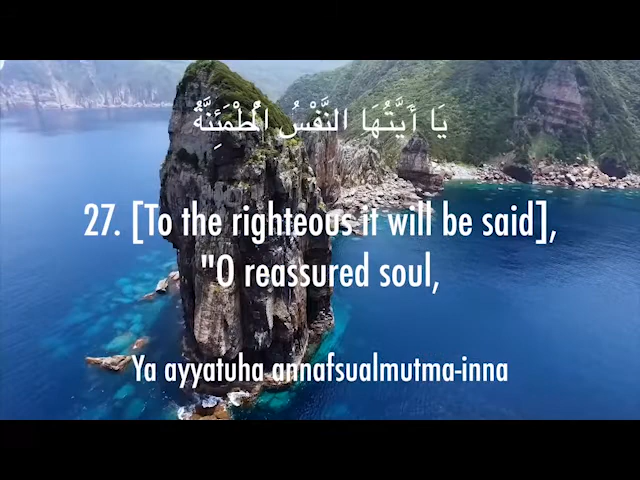 يَا أَيَّتُهَا النَّفْسُ الْمُطْمَئِنَّةُ
27. [To the righteous it will be said],
"O reassured soul,
Ya ayyatuha annafsualmutma-inna